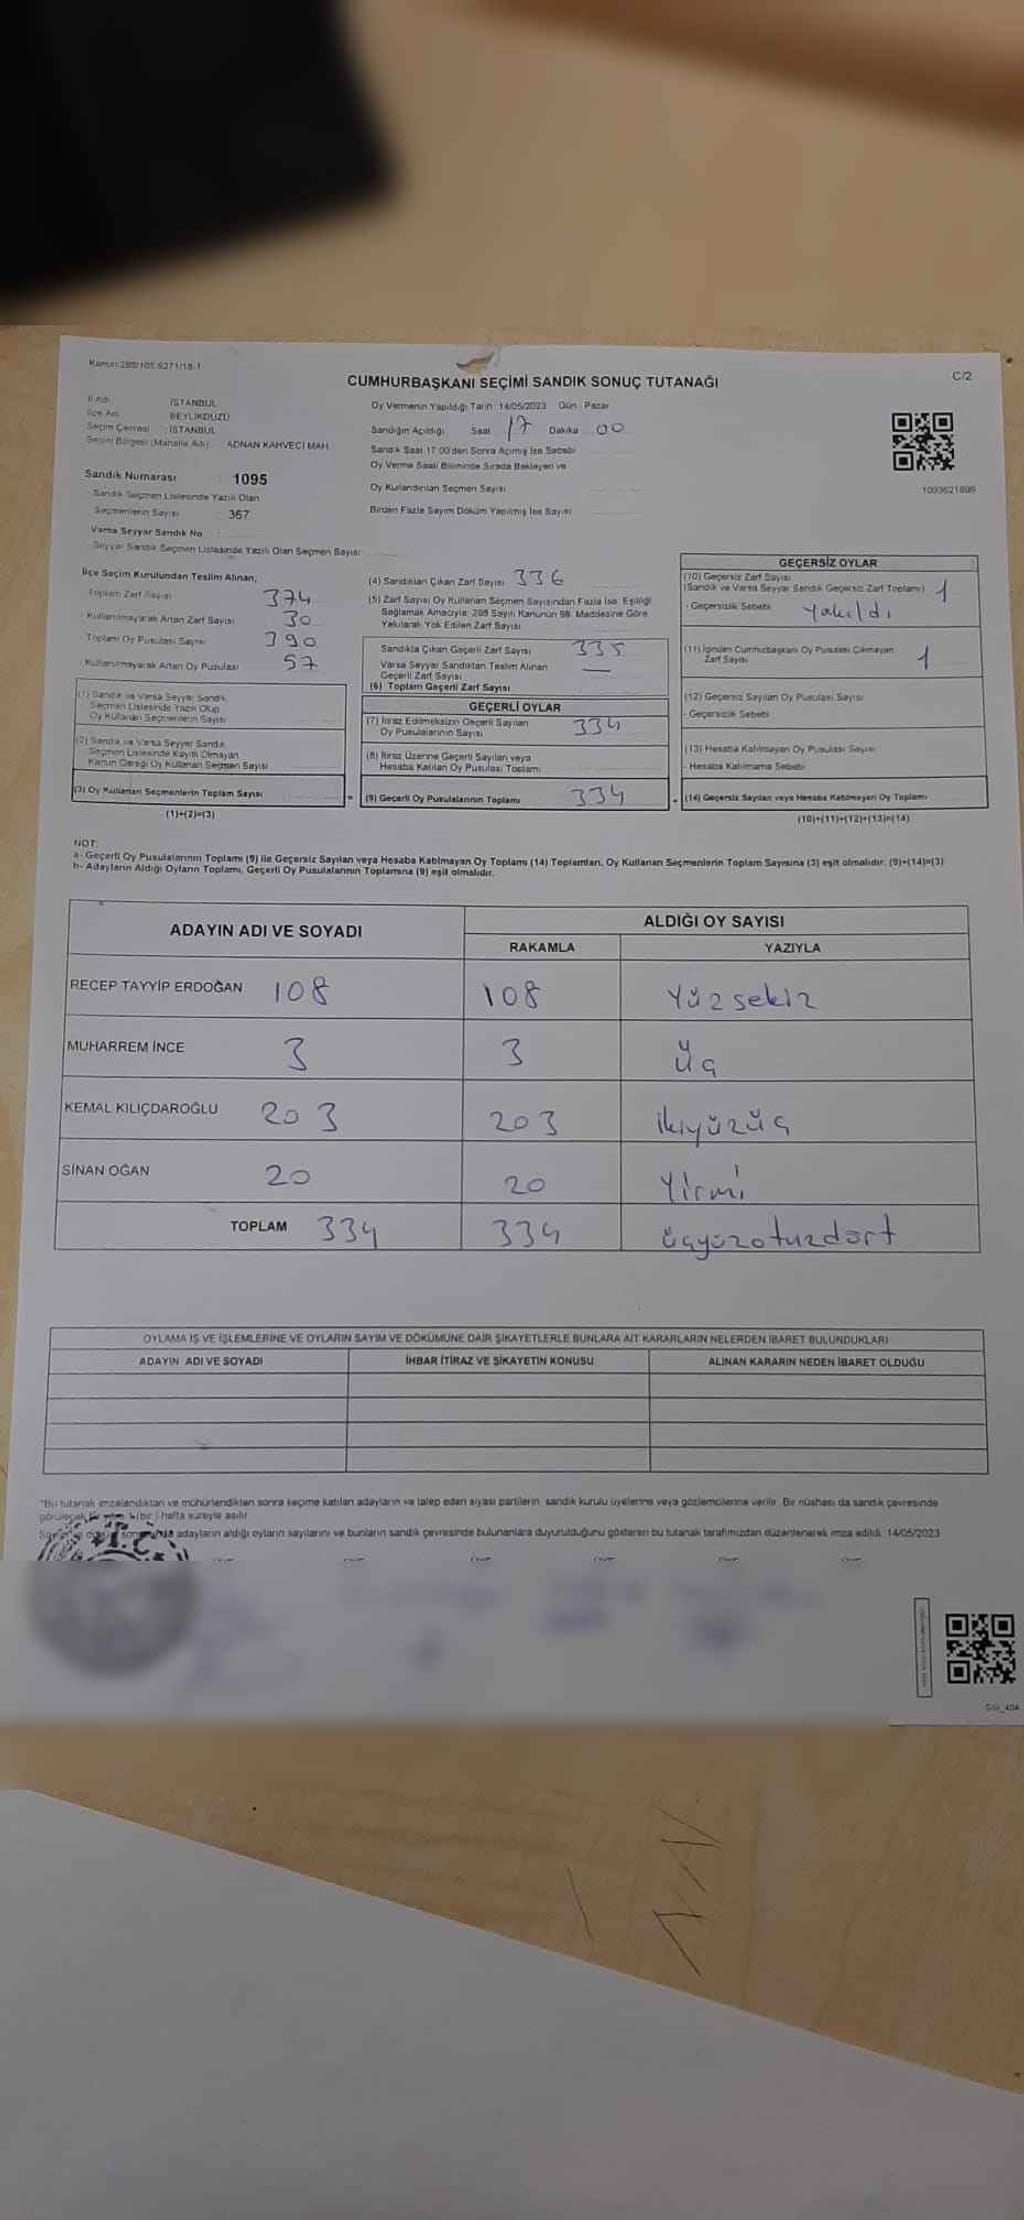 CUMHURBAŞKANI SEÇİMİ SANDIK SONUÇ TUTANAĞI
C/2
İl Adı İSTANBUL
İlçe Adı BEYLİKDÜZÜ
Seçim Çevresi : İSTANBUL
Seçim Bölgesi (Mahalle Adı) : ADNAN KAHVECİ MAH.
Sandık Numarası : 1095
Sandık Seçmen Listesinde Yazılı Olan
Seçmenlerin Sayısı : 367
Varsa Seyyar Sandık No
Seyyar Sandık Seçmen Listesinde Yazılı Olan Seçmen Sayısı
Oy Vermenin Yapıldığı Tarih : 14/05/2023 Gün : Pazar
Sandığın Açıldığı Saat 17 Dakika 00
Sandık Saat 17.00'den Sonra Açılmış İse Sebebi
Oy Verme Saati Bitiminde Sırada Bekleyen ve
Oy Kullandırılan Seçmen Sayısı
Birden Fazla Sayım Döküm Yapılmış İse Sayısı
1093621899
İlçe Seçim Kurulundan Teslim Alınan;
Toplam Zarf Sayısı 374
- Kullanılmayarak Artan Zarf Sayısı 30
Toplam Oy Pusulası Sayısı 390
- Kullanılmayarak Artan Oy Pusulası 57
(1) Sandık ve Varsa Seyyar Sandık
Seçmen Listesinde Yazılı Olup
Oy Kullanan Seçmenlerin Sayısı
(2) Sandık ve Varsa Seyyar Sandık
Seçmen Listesinde Kayıtlı Olmayan
Kanun Gereği Oy Kullanan Seçmen Sayısı
(3) Oy Kullanan Seçmenlerin Toplam Sayısı
(1)+(2)=(3)
(4) Sandıktan Çıkan Zarf Sayısı 336
(5) Zarf Sayısı Oy Kullanan Seçmen Sayısından Fazla İse; Eşitliği
Sağlamak Amacıyla; 298 Sayılı Kanunun 98. Maddesine Göre
Yakılarak Yok Edilen Zarf Sayısı
Sandıkta Çıkan Geçerli Zarf Sayısı 335
Varsa Seyyar Sandıktan Teslim Alınan
Geçerli Zarf Sayısı —
(6) Toplam Geçerli Zarf Sayısı
GEÇERLİ OYLAR
(7) İtiraz Edilmeksizin Geçerli Sayılan
Oy Pusulalarının Sayısı 334
(8) İtiraz Üzerine Geçerli Sayılan veya
Hesaba Katılan Oy Pusulası Toplamı
= (9) Geçerli Oy Pusulalarının Toplamı 334
GEÇERSİZ OYLAR
(10) Geçersiz Zarf Sayısı
(Sandık ve Varsa Seyyar Sandık Geçersiz Zarf Toplamı) 1
- Geçersizlik Sebebi yakıldı
(11) İçinden Cumhurbaşkanı Oy Pusulası Çıkmayan
Zarf Sayısı 1
(12) Geçersiz Sayılan Oy Pusulası Sayısı
- Geçersizlik Sebebi
(13) Hesaba Katılmayan Oy Pusulası Sayısı
- Hesaba Katılmama Sebebi
+ (14) Geçersiz Sayılan veya Hesaba Katılmayan Oy Toplamı
(10)+(11)+(12)+(13)=(14)
NOT:
a- Geçerli Oy Pusulalarının Toplamı (9) ile Geçersiz Sayılan veya Hesaba Katılmayan Oy Toplamı (14) Toplamları, Oy Kullanan Seçmenlerin Toplam Sayısına (3) eşit olmalıdır. (9)+(14)=(3)
b- Adayların Aldığı Oyların Toplamı, Geçerli Oy Pusulalarının Toplamına (9) eşit olmalıdır.
ADAYIN ADI VE SOYADI
ALDIĞI OY SAYISI
RAKAMLA YAZIYLA
RECEP TAYYİP ERDOĞAN 108 108 Yüzsekiz
MUHARREM İNCE 3 3 üç
KEMAL KILIÇDAROĞLU 203 203 ikiyüzüç
SİNAN OĞAN 20 20 Yirmi
TOPLAM 334 334 üçyüzotuzdört
OYLAMA İŞ VE İŞLEMLERİNE VE OYLARIN SAYIM VE DÖKÜMÜNE DAİR ŞİKAYETLERLE BUNLARA AİT KARARLARIN NELERDEN İBARET BULUNDUKLARI
ADAYIN ADI VE SOYADI İHBAR İTİRAZ VE ŞİKAYETİN KONUSU ALINAN KARARIN NEDEN İBARET OLDUĞU
*Bu tutanak imzalandıktan ve mühürlendikten sonra seçime katılan adayların ve talep eden siyasi partilerin, sandık kurulu üyelerine veya gözlemcilerine verilir. Bir nüshası da sandık çevresinde
(bir) hafta süreyle asılır.
adayların aldığı oyların sayılarını ve bunların sandık çevresinde bulunanlara duyurulduğunu gösteren bu tutanak tarafımızdan düzenlenerek imza edildi. 14/05/2023
T.C.